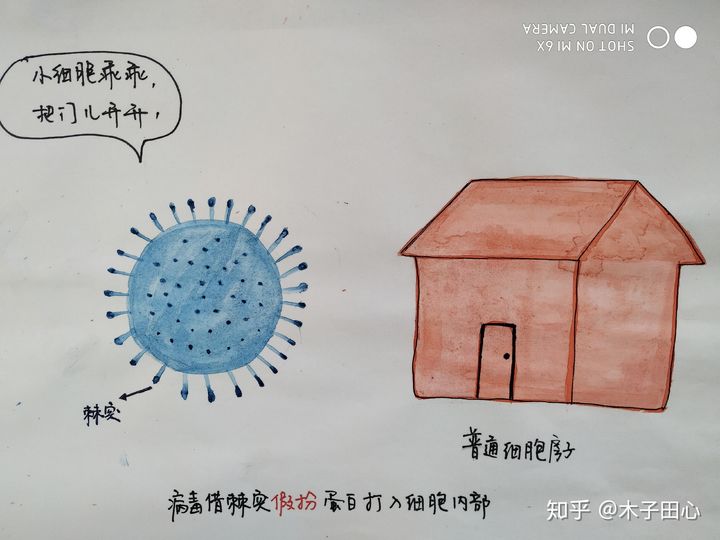 小细胞乖乖,
把门儿开开,
棘突
普通细胞房子
病毒借棘突假扮蛋白打入细胞内部
SHOT ON MI 6X
MI DUAL CAMERA
知乎 @木子田心